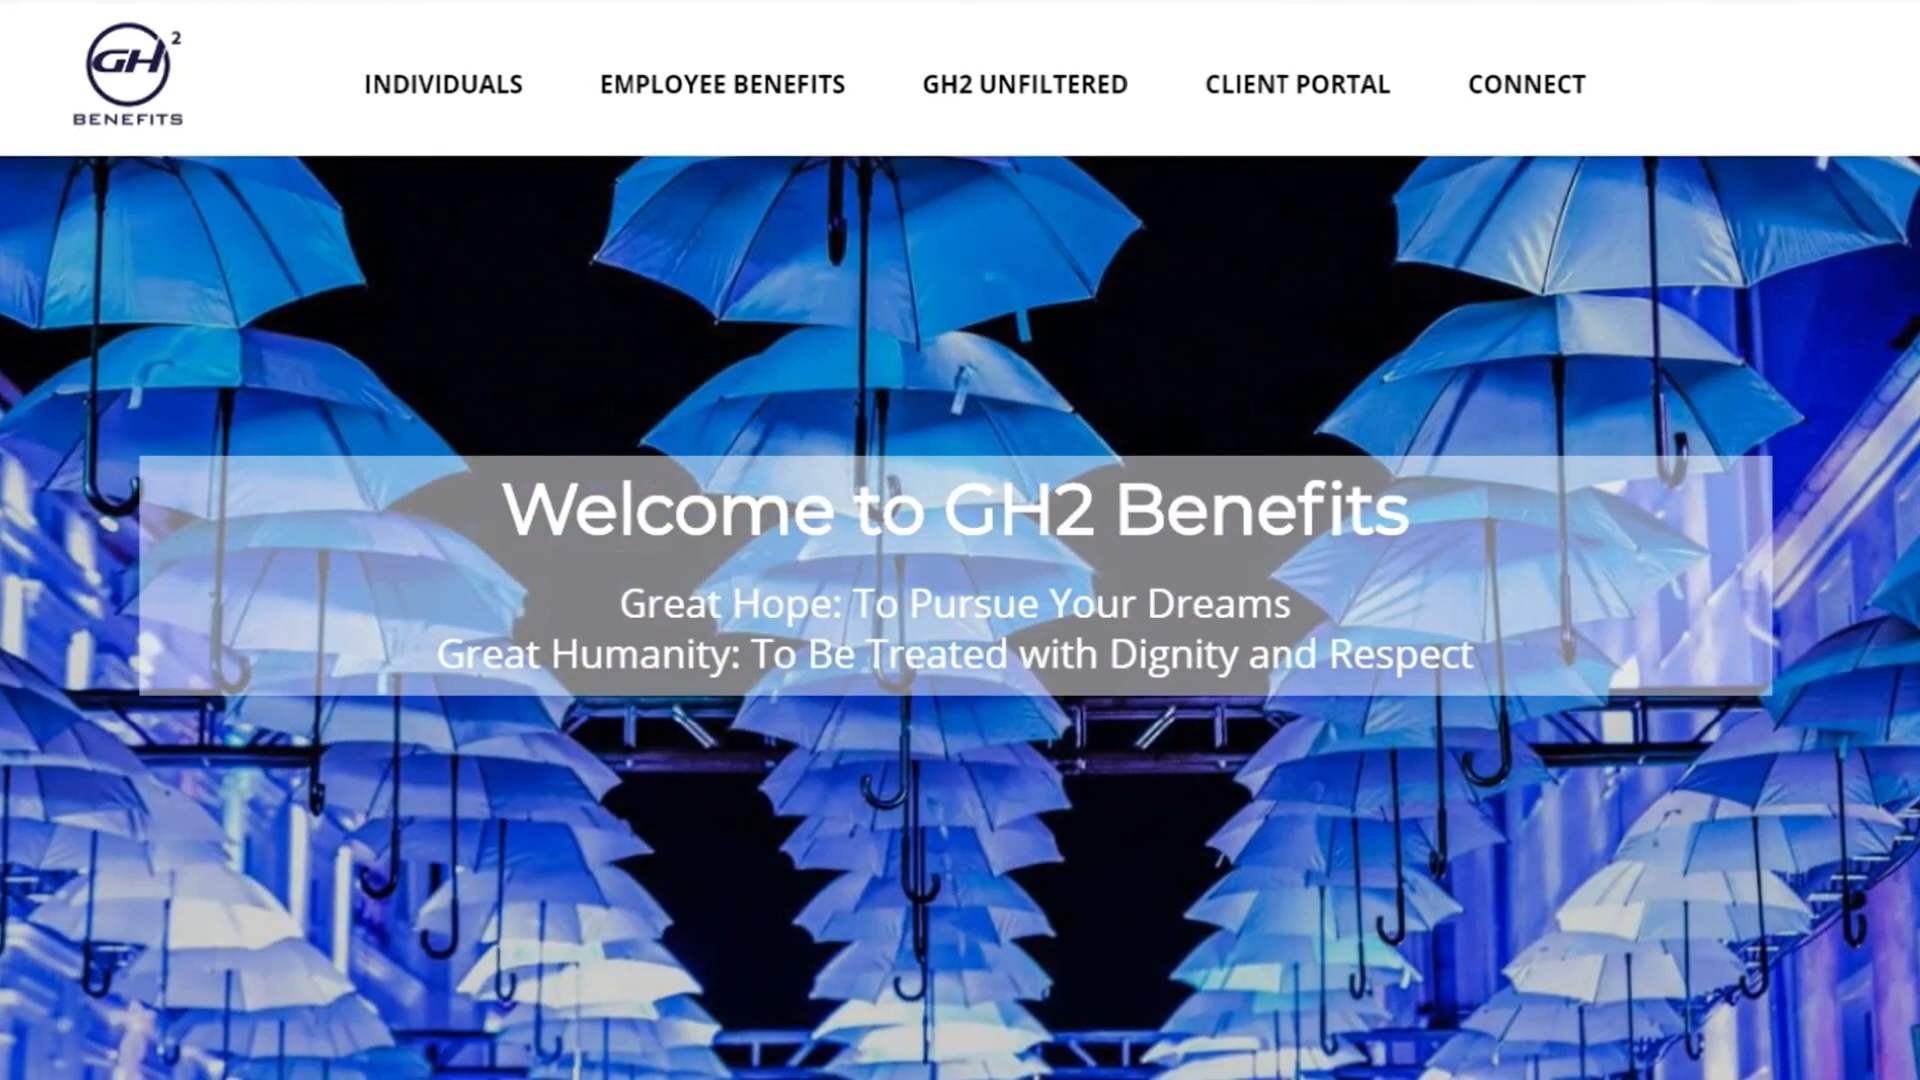 GH2
BENEFITS
INDIVIDUALS
EMPLOYEE BENEFITS
GH2 UNFILTERED
CLIENT PORTAL
CONNECT
Welcome to GH2 Benefits
Great Hope: To Pursue Your Dreams
Great Humanity: To Be Treated with Dignity and Respect